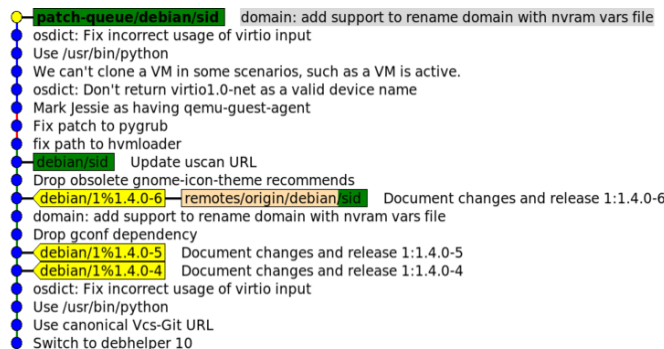 patch-queue/debian/sid domain: add support to rename domain with nvram vars file
osdict: Fix incorrect usage of virtio input
Use /usr/bin/python
We can't clone a VM in some scenarios, such as a VM is active.
osdict: Don't return virtio1.0-net as a valid device name
Mark Jessie as having qemu-guest-agent
Fix patch to pygrub
fix path to hvmloader
debian/sid Update uscan URL
Drop obsolete gnome-icon-theme recommends
debian/1%1.4.0-6 remotes/origin/debian/sid Document changes and release 1:1.4.0-6
domain: add support to rename domain with nvram vars file
Drop gconf dependency
debian/1%1.4.0-5 Document changes and release 1:1.4.0-5
debian/1%1.4.0-4 Document changes and release 1:1.4.0-4
osdict: Fix incorrect usage of virtio input
Use /usr/bin/python
Use canonical Vcs-Git URL
Switch to debhelper 10